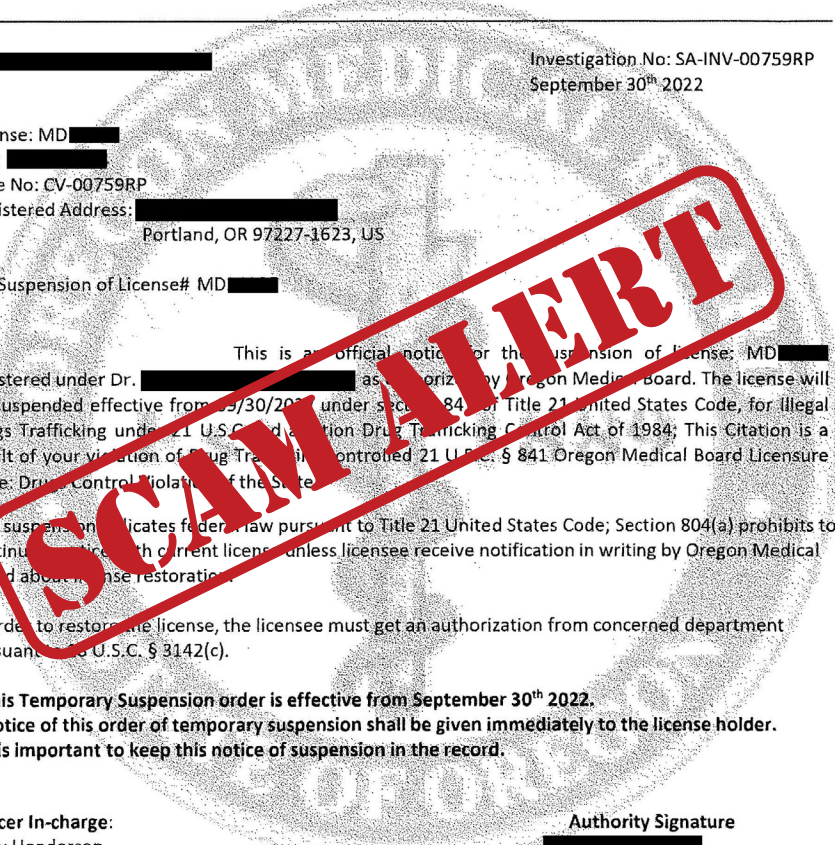 Investigation No: SA-INV-00759RP
September 30th 2022
nse: MD
e No: CV-00759RP
istered Address:
Portland, OR 97227-1623, US
Suspension of License# MD
This is an official notice for the suspension of license; MD
stered under Dr. as authorized by Oregon Medical Board. The license will
suspended effective from 09/30/202 under sec 84 of Title 21 United States Code, for Illegal
gs Trafficking under 21 U.S.C. Drug Trafficking Control Act of 1984; This Citation is a
lt of your violation of Drug Controlled 21 U.S.C. § 841 Oregon Medical Board Licensure
e: Drugs Control Violation of the State
suspension indicates federal law pursuant to Title 21 United States Code; Section 804(a) prohibits to
tinue practice with current license unless licensee receive notification in writing by Oregon Medical
d about license restoration.
rder to restore the license, the licensee must get an authorization from concerned department
suant U.S.C. § 3142(c).
is Temporary Suspension order is effective from September 30th 2022.
otice of this order of temporary suspension shall be given immediately to the license holder.
is important to keep this notice of suspension in the record.
cer In-charge:
Authority Signature
SCAM ALERT
OREGON MEDICAL
OF OREGON